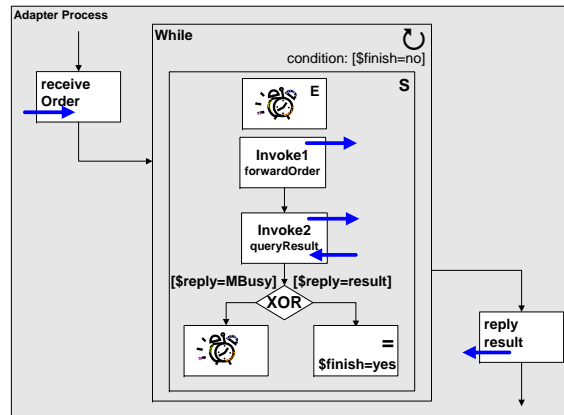 Adapter Process
While
condition: [$finish=no]
receive
Order
E
S
Invoke1
forwardOrder
Invoke2
queryResult
[$reply=MBusy] [$reply=result]
XOR
=
$finish=yes
reply
result